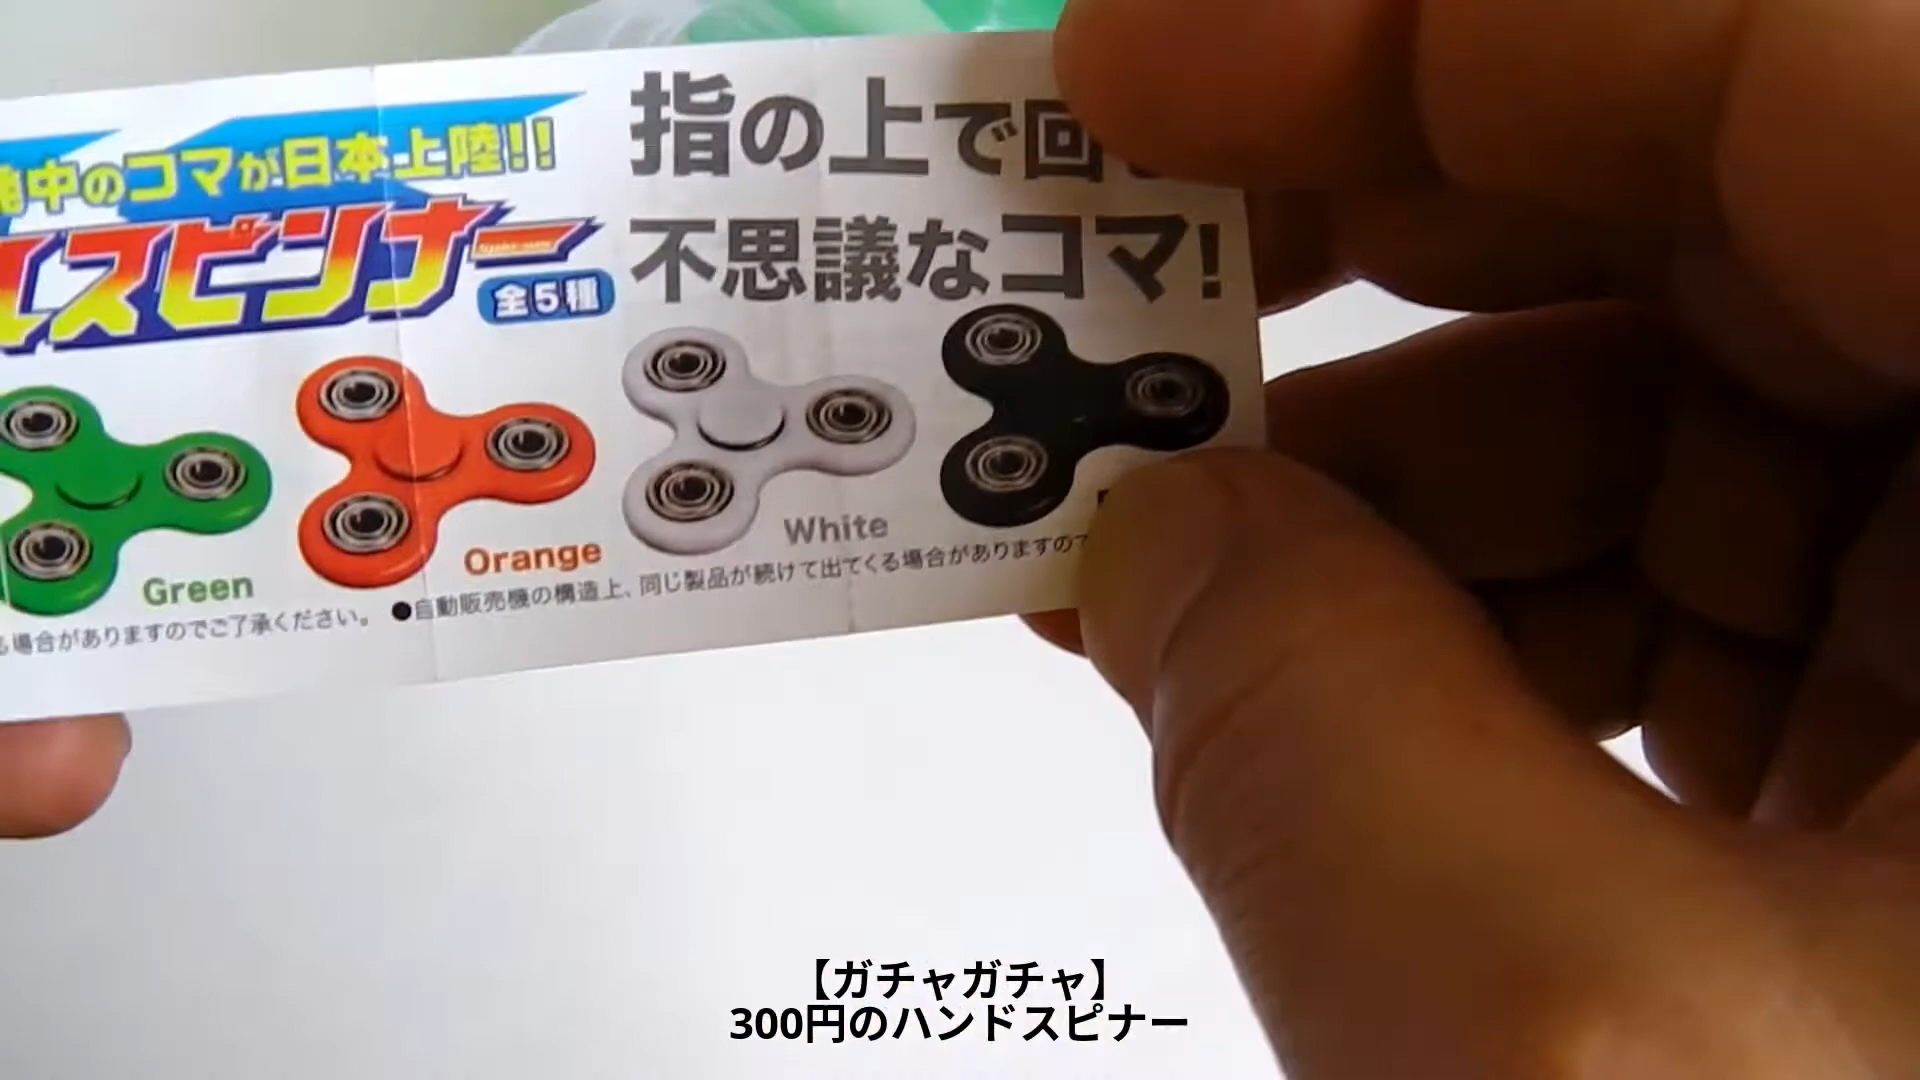 中のコマが日本上陸!!
スピンナー
全5種
指の上で回
不思議なコマ!
Green
Orange
White
場合がありますのでご了承ください。 ●自動販売機の構造上、同じ製品が続けて出てくる場合がありますので
【ガチャガチャ】
300円のハンドスピナー